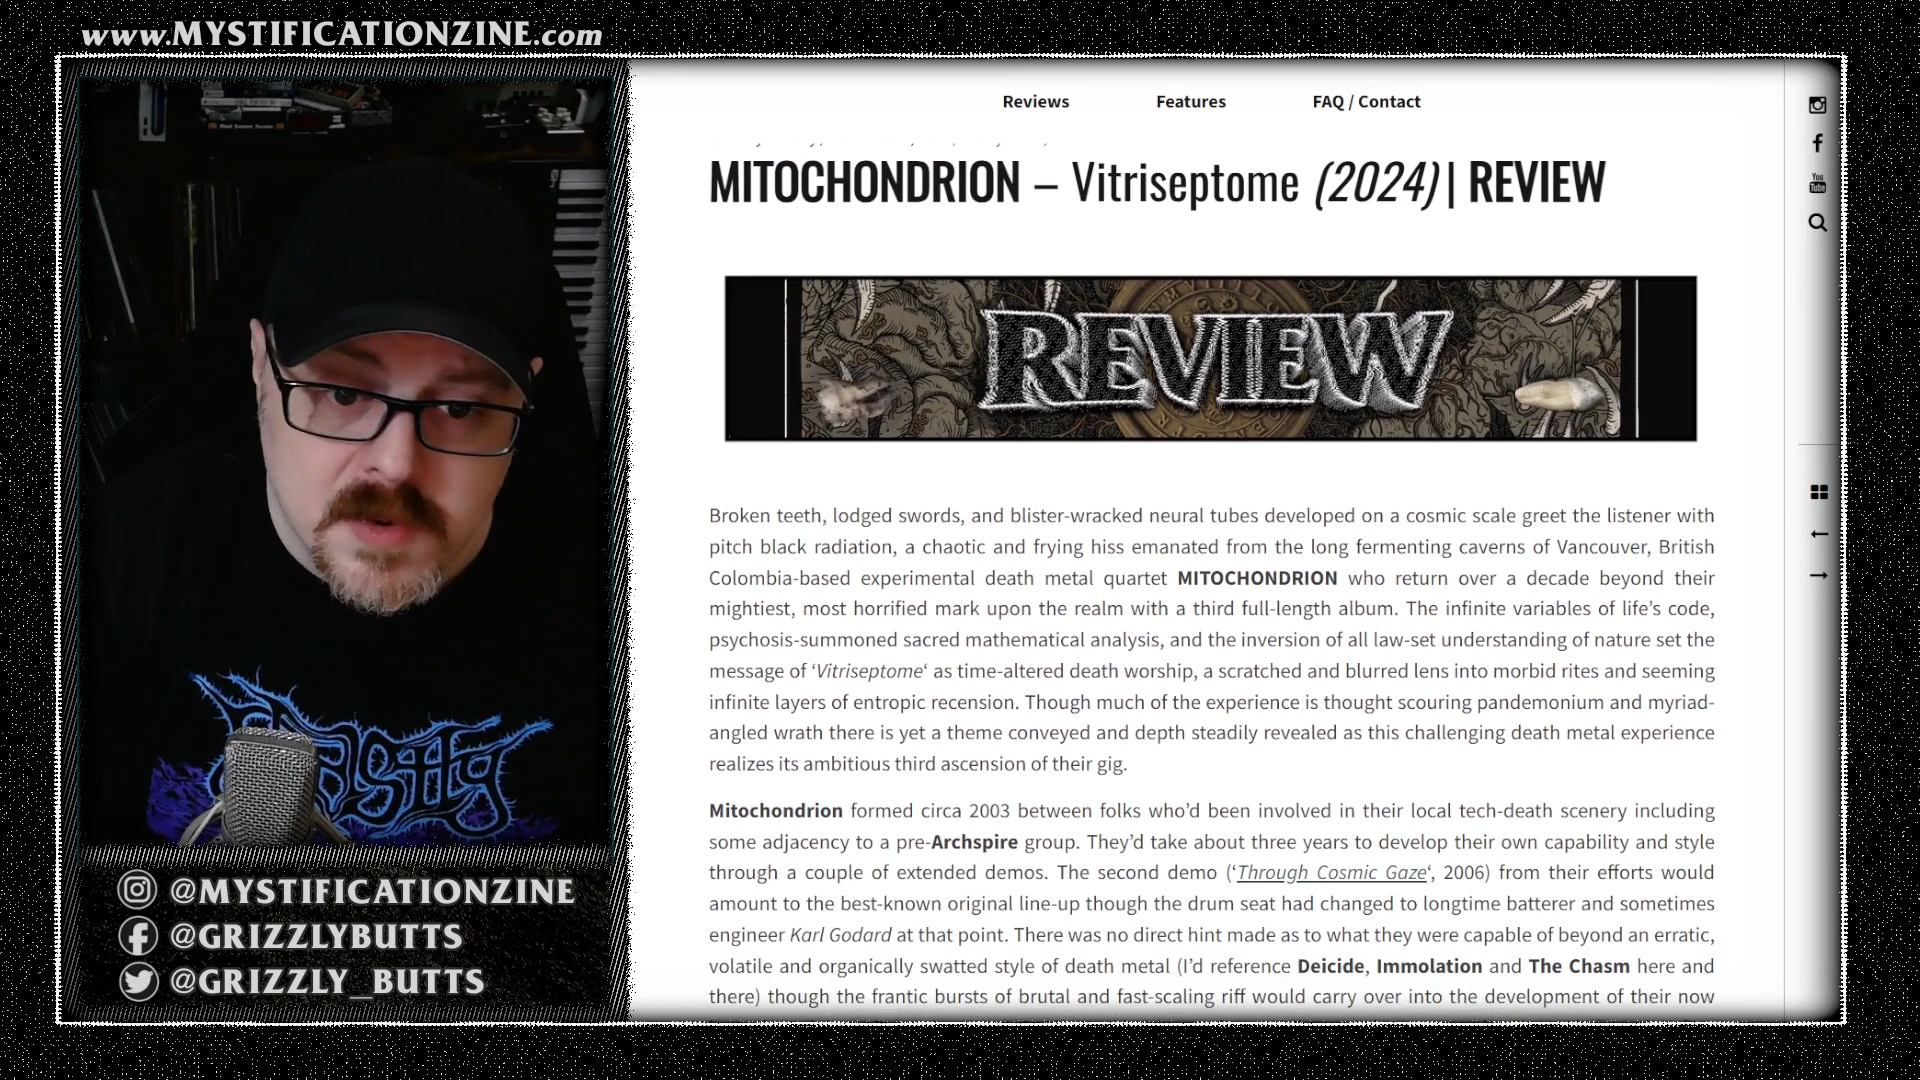 www.MYSTIFICATIONZINE.com
Reviews Features FAQ / Contact
MITOCHONDRION – Vitriseptome (2024) | REVIEW
REVIEW
Broken teeth, lodged swords, and blister-wracked neural tubes developed on a cosmic scale greet the listener with
pitch black radiation, a chaotic and frying hiss emanated from the long fermenting caverns of Vancouver, British
Colombia-based experimental death metal quartet MITOCHONDRION who return over a decade beyond their
mightiest, most horrified mark upon the realm with a third full-length album. The infinite variables of life’s code,
psychosis-summoned sacred mathematical analysis, and the inversion of all law-set understanding of nature set the
message of ‘Vitriseptome‘ as time-altered death worship, a scratched and blurred lens into morbid rites and seeming
infinite layers of entropic recension. Though much of the experience is thought scouring pandemonium and myriad-
angled wrath there is yet a theme conveyed and depth steadily revealed as this challenging death metal experience
realizes its ambitious third ascension of their gig.
Mitochondrion formed circa 2003 between folks who’d been involved in their local tech-death scenery including
some adjacency to a pre-Archspire group. They’d take about three years to develop their own capability and style
through a couple of extended demos. The second demo (‘Through Cosmic Gaze‘, 2006) from their efforts would
amount to the best-known original line-up though the drum seat had changed to longtime batterer and sometimes
engineer Karl Godard at that point. There was no direct hint made as to what they were capable of beyond an erratic,
volatile and organically swatted style of death metal (I’d reference Deicide, Immolation and The Chasm here and
there) though the frantic bursts of brutal and fast-scaling riff would carry over into the development of their now
You
Tube
@MYSTIFICATIONZINE
@GRIZZLYBUTTS
@GRIZZLY_BUTTS